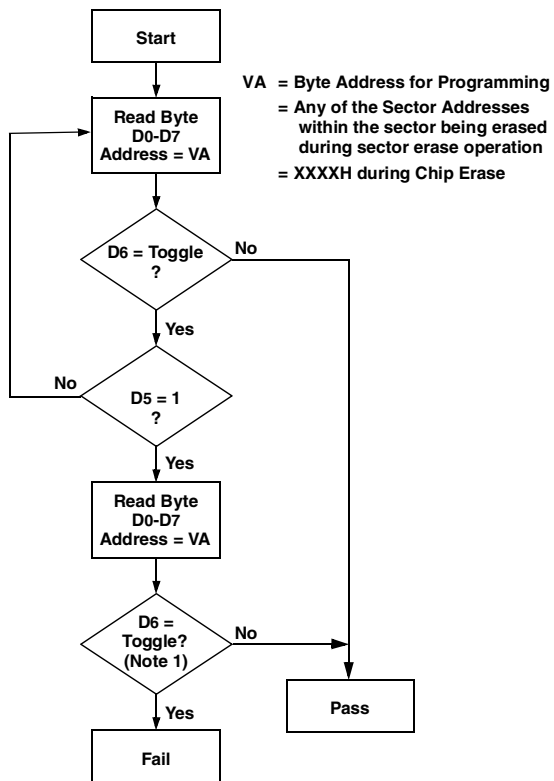 Start
VA = Byte Address for Programming
= Any of the Sector Addresses
within the sector being erased
during sector erase operation
= XXXXH during Chip Erase
Read Byte
D0-D7
Address = VA
D6 = Toggle
?
No
Yes
D5 = 1
?
No
Yes
Read Byte
D0-D7
Address = VA
D6 =
Toggle?
(Note 1)
No
Yes
Pass
Fail